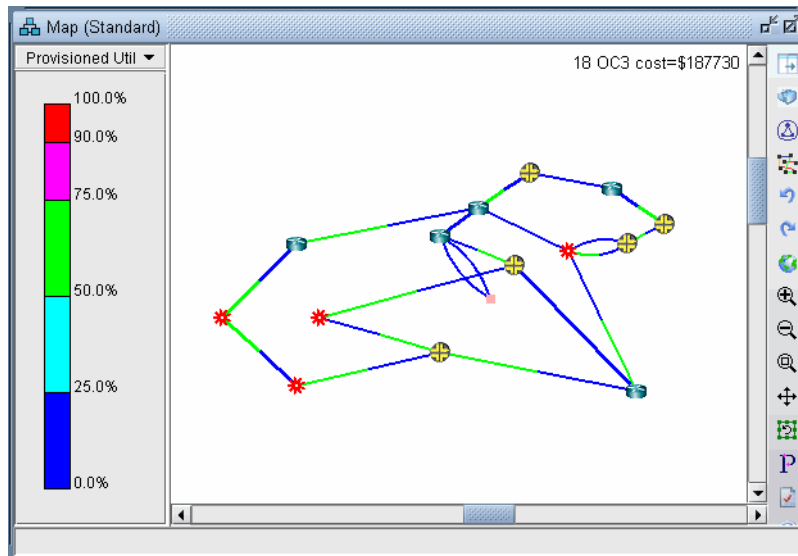 Map (Standard)
Provisioned Util
18 OC3 cost=$187730
100.0%
90.0%
75.0%
50.0%
25.0%
0.0%
P